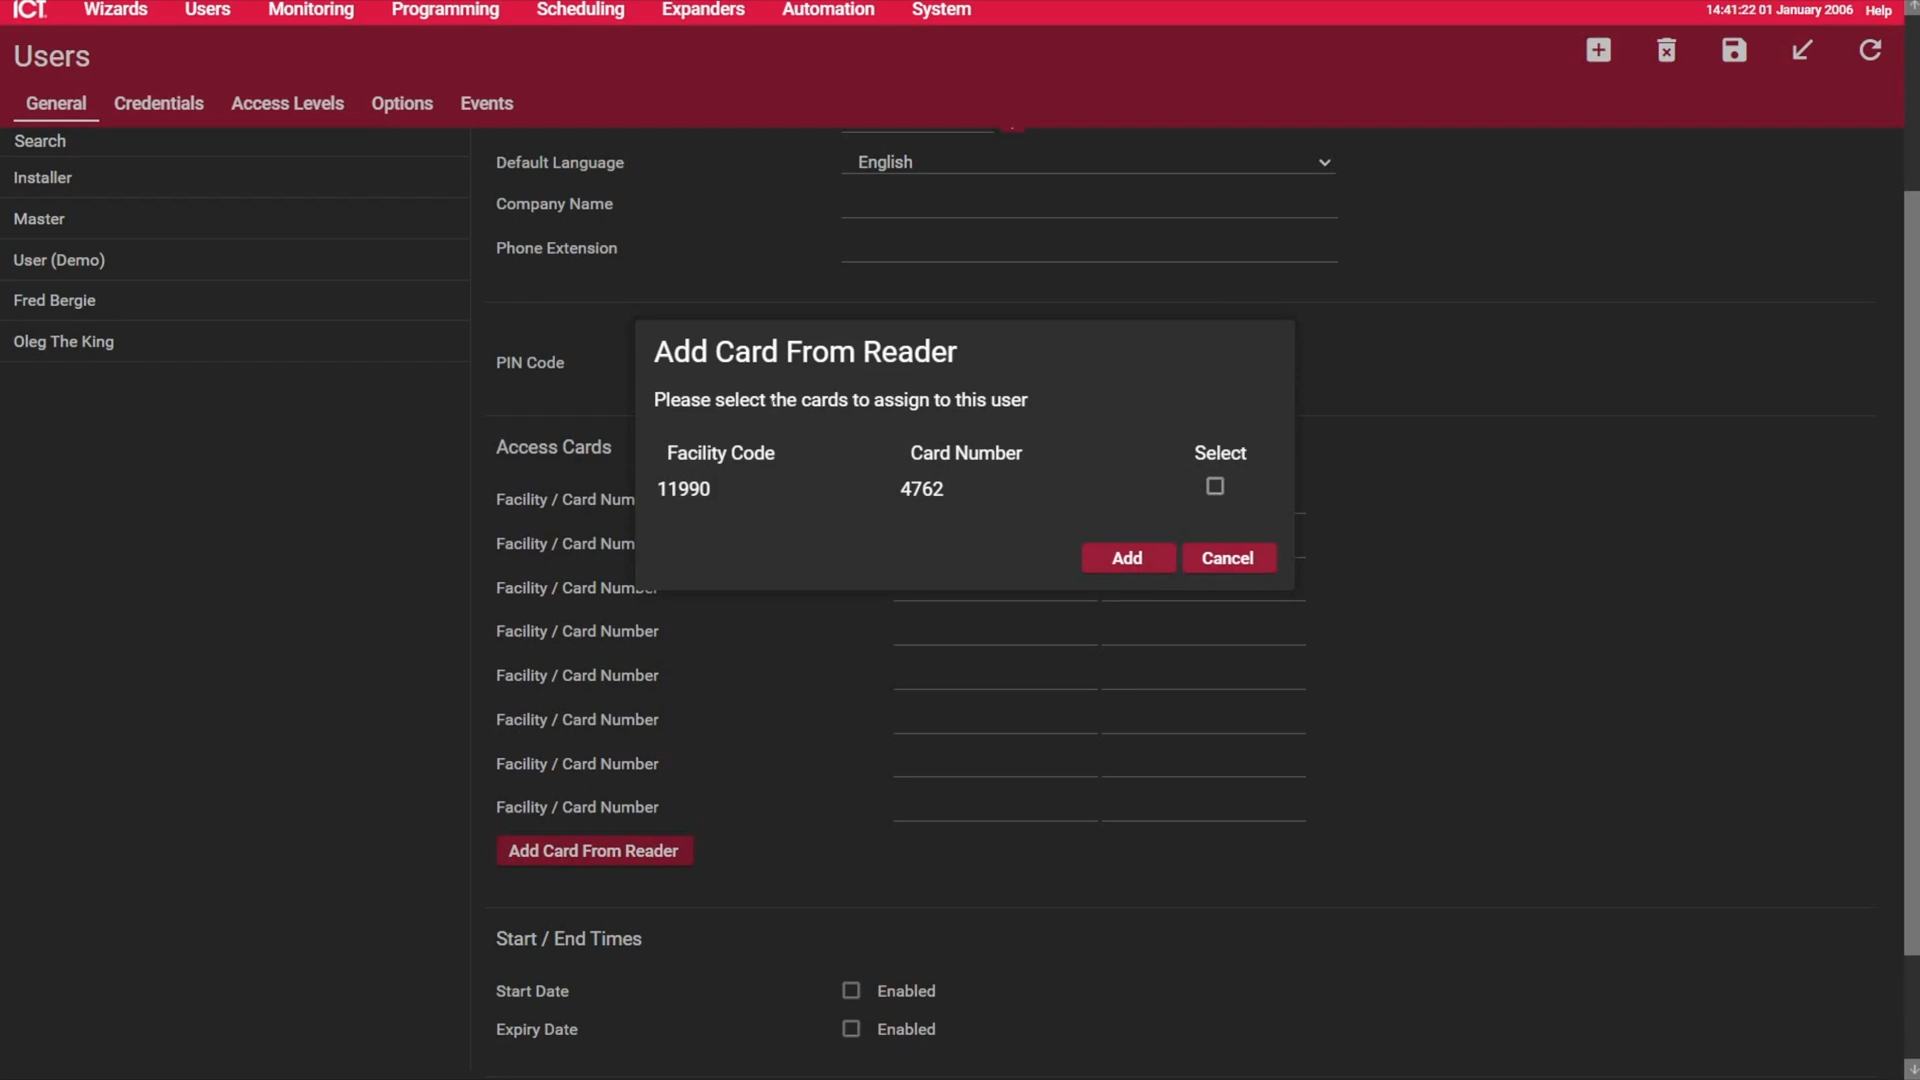 ICT Wizards Users Monitoring Programming Scheduling Expanders Automation System 14:41:22 01 January 2006 Help
Users
General Credentials Access Levels Options Events
Search
Installer
Master
User (Demo)
Fred Bergie
Oleg The King
Default Language English
Company Name
Phone Extension
PIN Code
Add Card From Reader
Please select the cards to assign to this user
Facility Code Card Number Select
11990 4762
Add Cancel
Access Cards
Facility / Card Num
Facility / Card Num
Facility / Card Number
Facility / Card Number
Facility / Card Number
Facility / Card Number
Facility / Card Number
Facility / Card Number
Add Card From Reader
Start / End Times
Start Date Enabled
Expiry Date Enabled